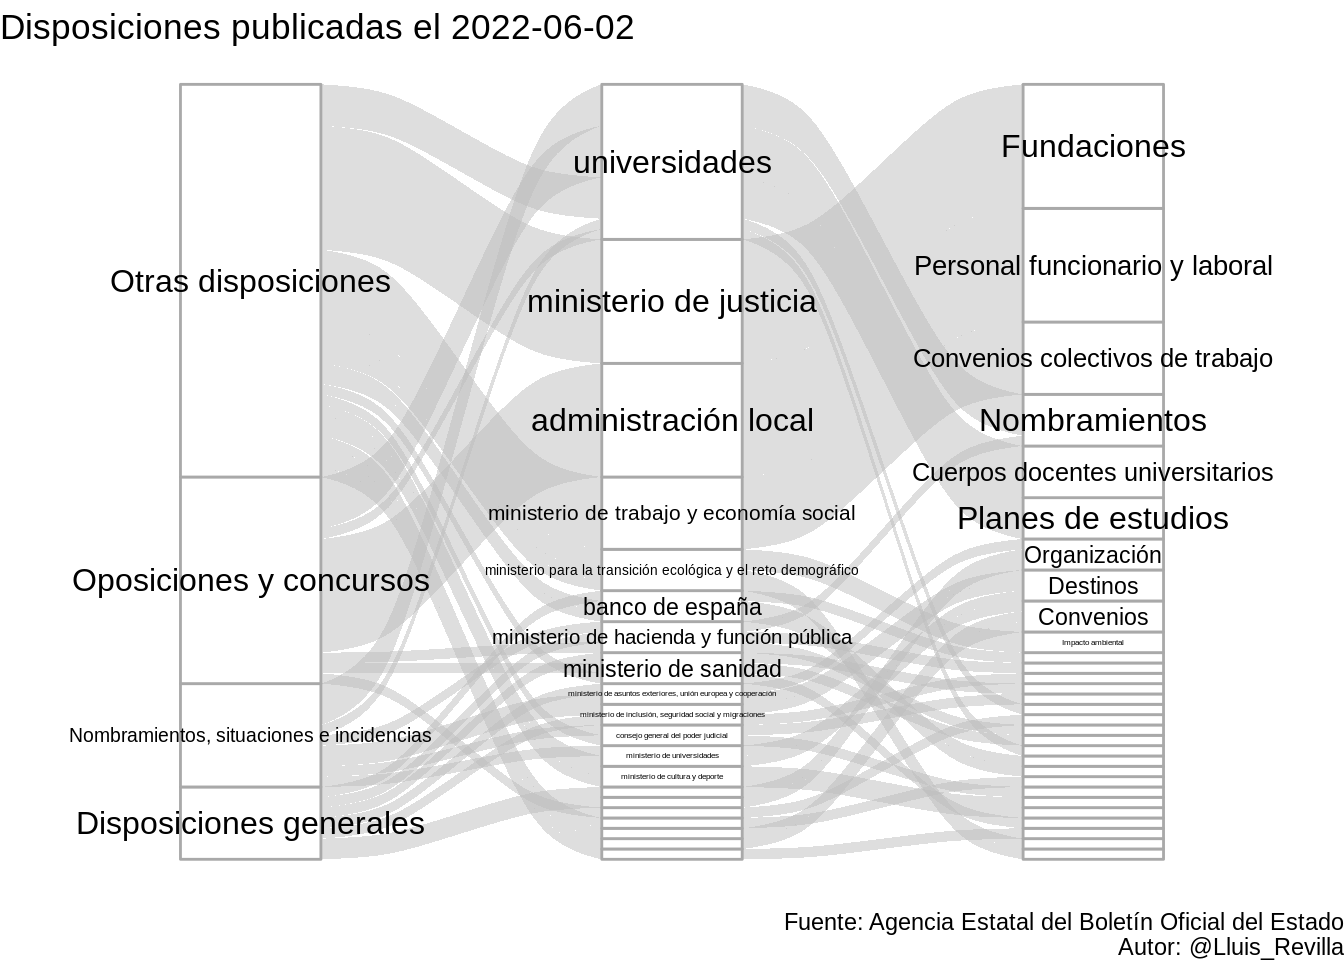 Disposiciones publicadas el 2022-06-02
Otras disposiciones
Oposiciones y concursos
Nombramientos, situaciones e incidencias
Disposiciones generales
universidades
ministerio de justicia
administración local
ministerio de trabajo y economía social
ministerio para la transición ecológica y el reto demográfico
banco de españa
ministerio de hacienda y función pública
ministerio de sanidad
ministerio de asuntos exteriores, unión europea y cooperación
ministerio de inclusión, seguridad social y migraciones
consejo general del poder judicial
ministerio de universidades
ministerio de cultura y deporte
Fundaciones
Personal funcionario y laboral
Convenios colectivos de trabajo
Nombramientos
Cuerpos docentes universitarios
Planes de estudios
Organización
Destinos
Convenios
Impacto ambiental
Fuente: Agencia Estatal del Boletín Oficial del Estado
Autor: @Lluis_Revilla